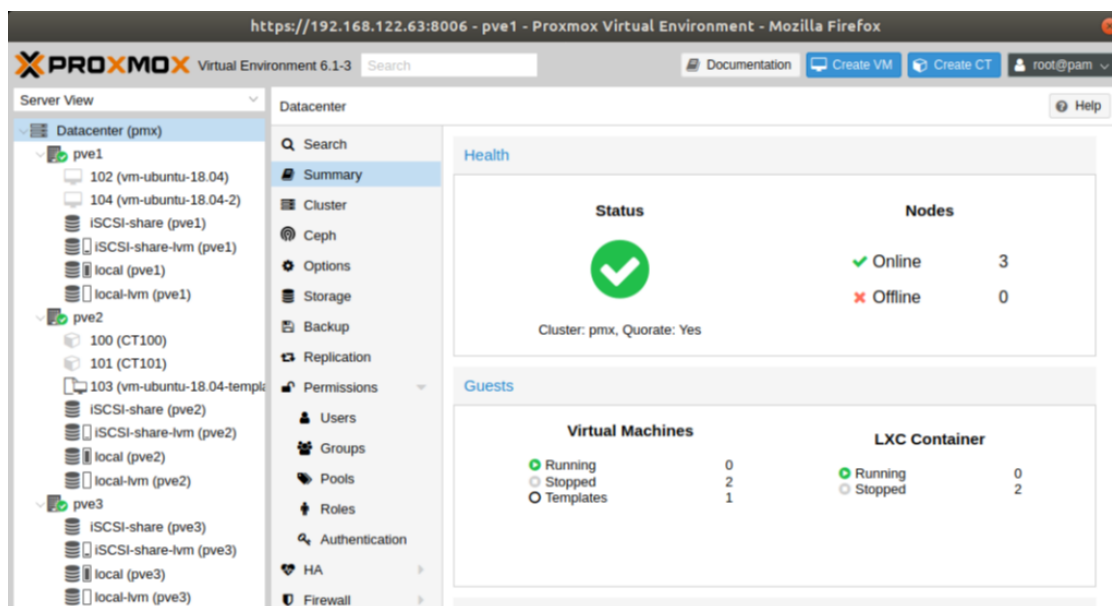 https://192.168.122.63:8006 - pve1 - Proxmox Virtual Environment - Mozilla Firefox
PROXMOX Virtual Environment 6.1-3 Search Documentation Create VM Create CT root@pam
Server View
Datacenter (pmx)
pve1
102 (vm-ubuntu-18.04)
104 (vm-ubuntu-18.04-2)
iSCSI-share (pve1)
iSCSI-share-lvm (pve1)
local (pve1)
local-lvm (pve1)
pve2
100 (CT100)
101 (CT101)
103 (vm-ubuntu-18.04-templa
iSCSI-share (pve2)
iSCSI-share-lvm (pve2)
local (pve2)
local-lvm (pve2)
pve3
iSCSI-share (pve3)
iSCSI-share-lvm (pve3)
local (pve3)
local-lvm (pve3)
Datacenter
Help
Search
Summary
Cluster
Ceph
Options
Storage
Backup
Replication
Permissions
Users
Groups
Pools
Roles
Authentication
HA
Firewall
Health
Status
Cluster: pmx, Quorate: Yes
Nodes
Online 3
Offline 0
Guests
Virtual Machines
Running 0
Stopped 2
Templates 1
LXC Container
Running 0
Stopped 2